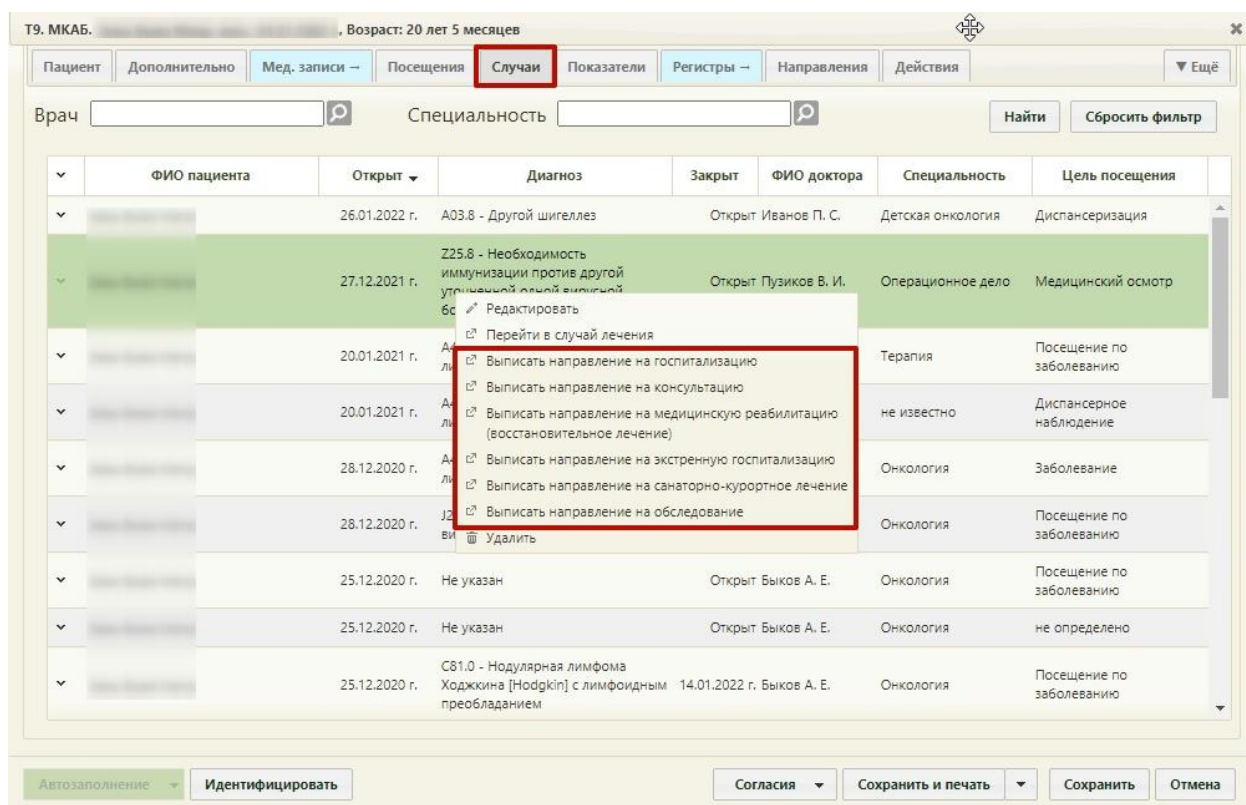 Т9. МКАБ. , Возраст: 20 лет 5 месяцев
Пациент Дополнительно Мед. записи → Посещения Случаи Показатели Регистры → Направления Действия ▼ Ещё
Врач Специальность Найти Сбросить фильтр
ФИО пациента Открыт Диагноз Закрыт ФИО доктора Специальность Цель посещения
26.01.2022 г. A03.8 - Другой шигеллез Открыт Иванов П. С. Детская онкология Диспансеризация
Z25.8 - Необходимость
иммунизации против другой
27.12.2021 г. уточненной одной вирусной Открыт Пузиков В. И. Операционное дело Медицинский осмотр
Редактировать
Перейти в случай лечения
Выписать направление на госпитализацию
Выписать направление на консультацию
Выписать направление на медицинскую реабилитацию
(восстановительное лечение)
Выписать направление на экстренную госпитализацию
Выписать направление на санаторно-курортное лечение
Выписать направление на обследование
Удалить
20.01.2021 г. Терапия Посещение по
заболеванию
20.01.2021 г. не известно Диспансерное
наблюдение
28.12.2020 г. Онкология Заболевание
28.12.2020 г. Онкология Посещение по
заболеванию
25.12.2020 г. Не указан Открыт Быков А. Е. Онкология Посещение по
заболеванию
25.12.2020 г. Не указан Открыт Быков А. Е. Онкология не определено
C81.0 - Нодулярная лимфома
25.12.2020 г. Ходжкина [Hodgkin] с лимфоидным 14.01.2022 г. Быков А. Е. Онкология Посещение по
преобладанием заболеванию
Автозаполнение Идентифицировать Согласия Сохранить и печать Сохранить Отмена